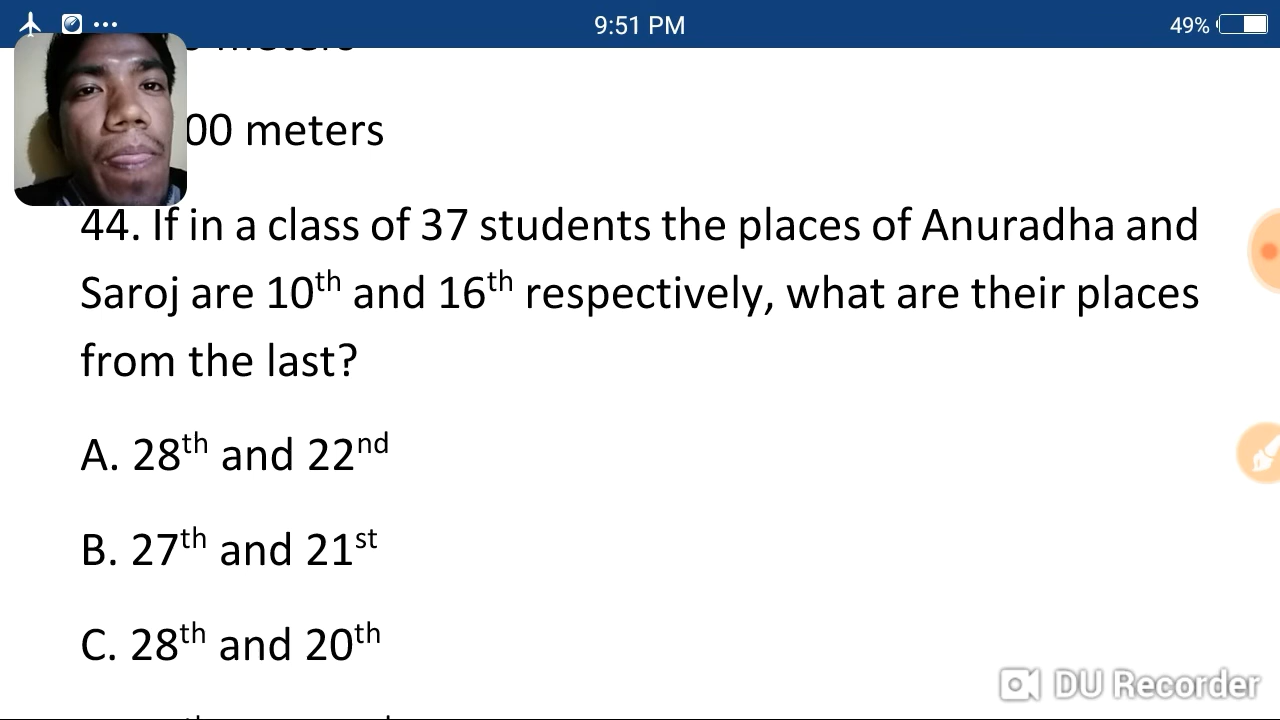 9:51 PM
49%
meters
00 meters
44. If in a class of 37 students the places of Anuradha and
Saroj are 10th and 16th respectively, what are their places
from the last?
A. 28th and 22nd
B. 27th and 21st
C. 28th and 20th
DU Recorder